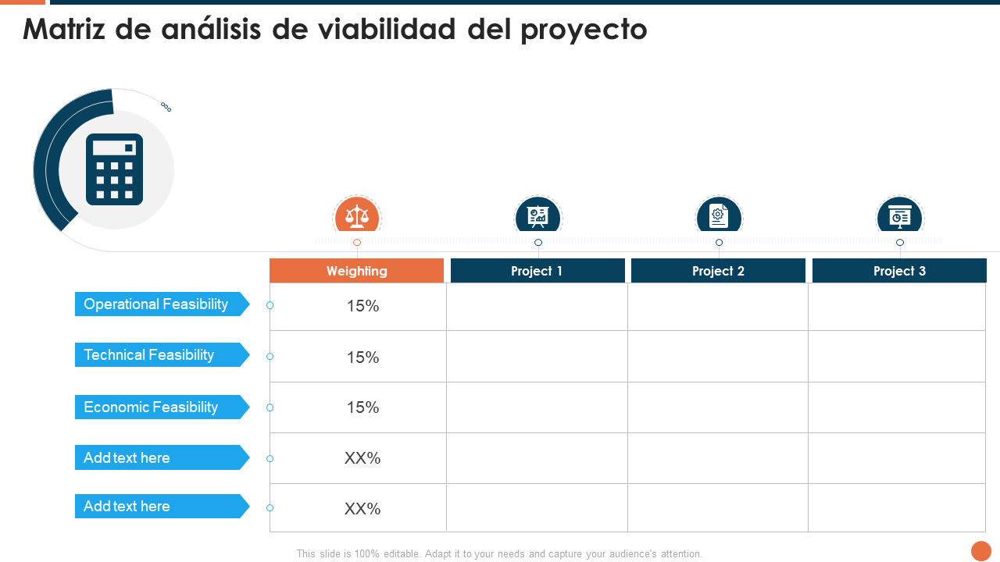 Matriz de análisis de viabilidad del proyecto
Weighting Project 1 Project 2 Project 3
Operational Feasibility 15%
Technical Feasibility 15%
Economic Feasibility 15%
Add text here XX%
Add text here XX%
This slide is 100% editable. Adapt it to your needs and capture your audience's attention.